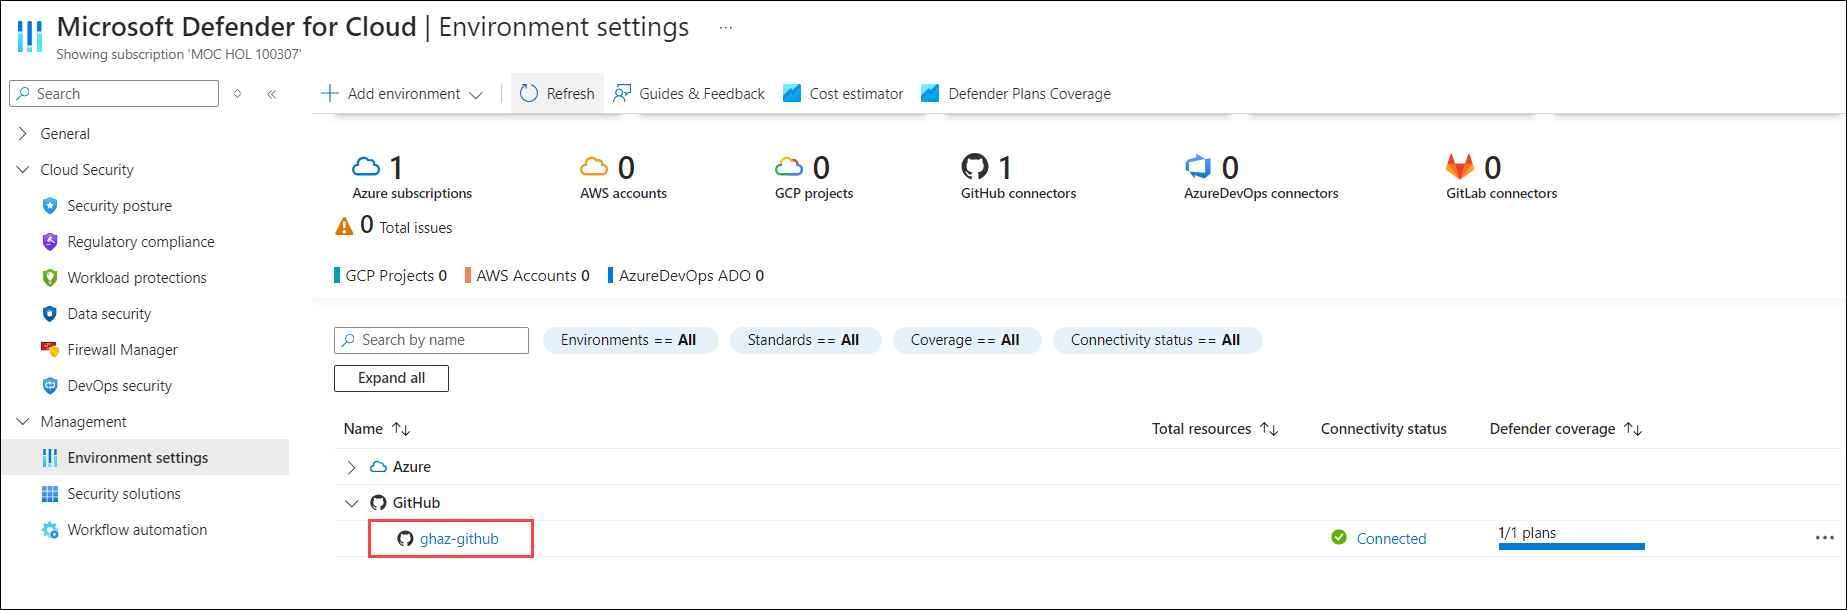 Microsoft Defender for Cloud | Environment settings ...
Showing subscription 'MOC HOL 100307'
Search
General
Cloud Security
Security posture
Regulatory compliance
Workload protections
Data security
Firewall Manager
DevOps security
Management
Environment settings
Security solutions
Workflow automation
Add environment
Refresh
Guides & Feedback
Cost estimator
Defender Plans Coverage
1
Azure subscriptions
0
AWS accounts
0
GCP projects
1
GitHub connectors
0
AzureDevOps connectors
0
GitLab connectors
0 Total issues
GCP Projects 0
AWS Accounts 0
AzureDevOps ADO 0
Search by name
Environments == All
Standards == All
Coverage == All
Connectivity status == All
Expand all
Name ↑↓
Total resources ↑↓
Connectivity status
Defender coverage ↑↓
Azure
GitHub
ghaz-github
Connected
1/1 plans
...